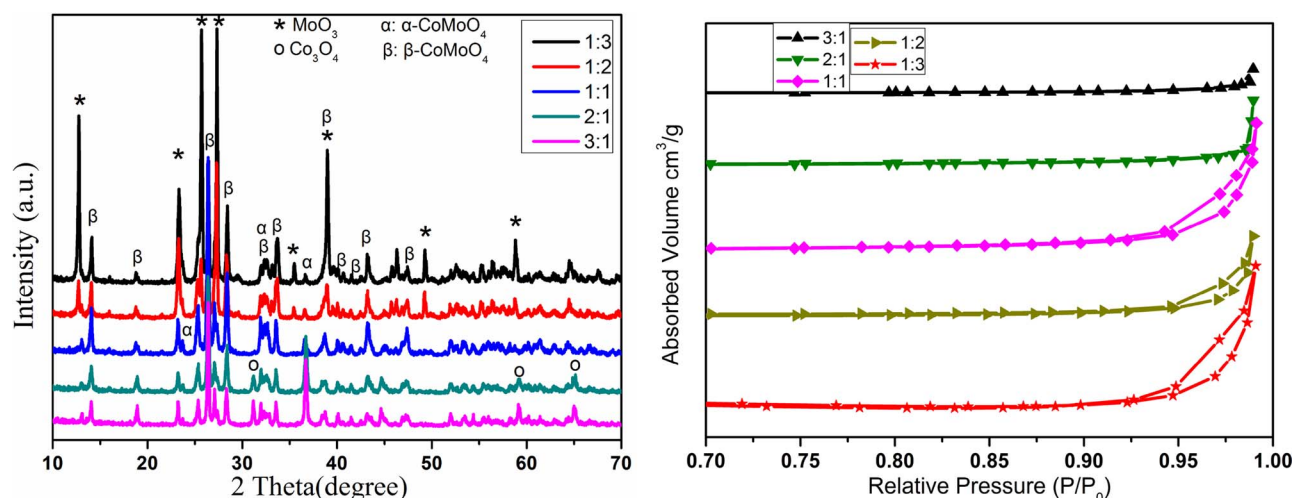 * MoO₃ α: α-CoMoO₄
o Co₃O₄ β: β-CoMoO₄
1:3
1:2
1:1
2:1
3:1
* * *
* β β *
β
β β
α β β * α β β β * *
α
o o o
Intensity (a.u.)
10 20 30 40 50 60 70
2 Theta(degree)
3:1
2:1
1:1
1:2
1:3
Absorbed Volume cm³/g
0.70 0.75 0.80 0.85 0.90 0.95 1.00
Relative Pressure (P/P₀)